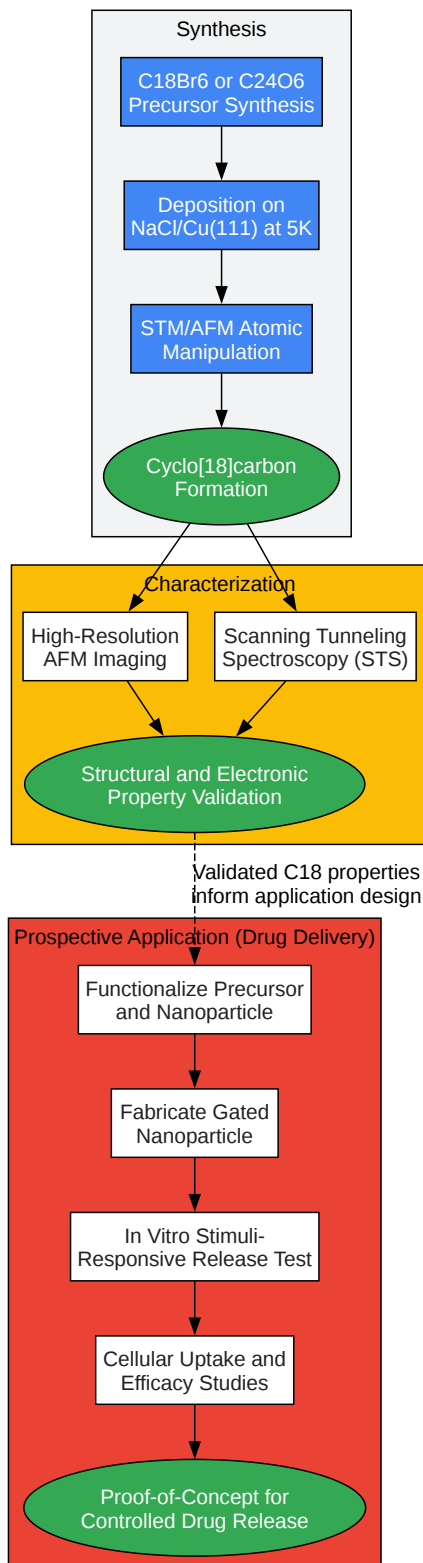 Synthesis
C18Br6 or C24O6
Precursor Synthesis
Deposition on
NaCl/Cu(111) at 5K
STM/AFM Atomic
Manipulation
Cyclo[18]carbon
Formation
Characterization
High-Resolution
AFM Imaging
Scanning Tunneling
Spectroscopy (STS)
Structural and Electronic
Property Validation
Validated C18 properties
inform application design
Prospective Application (Drug Delivery)
Functionalize Precursor
and Nanoparticle
Fabricate Gated
Nanoparticle
In Vitro Stimuli-
Responsive Release Test
Cellular Uptake and
Efficacy Studies
Proof-of-Concept for
Controlled Drug Release